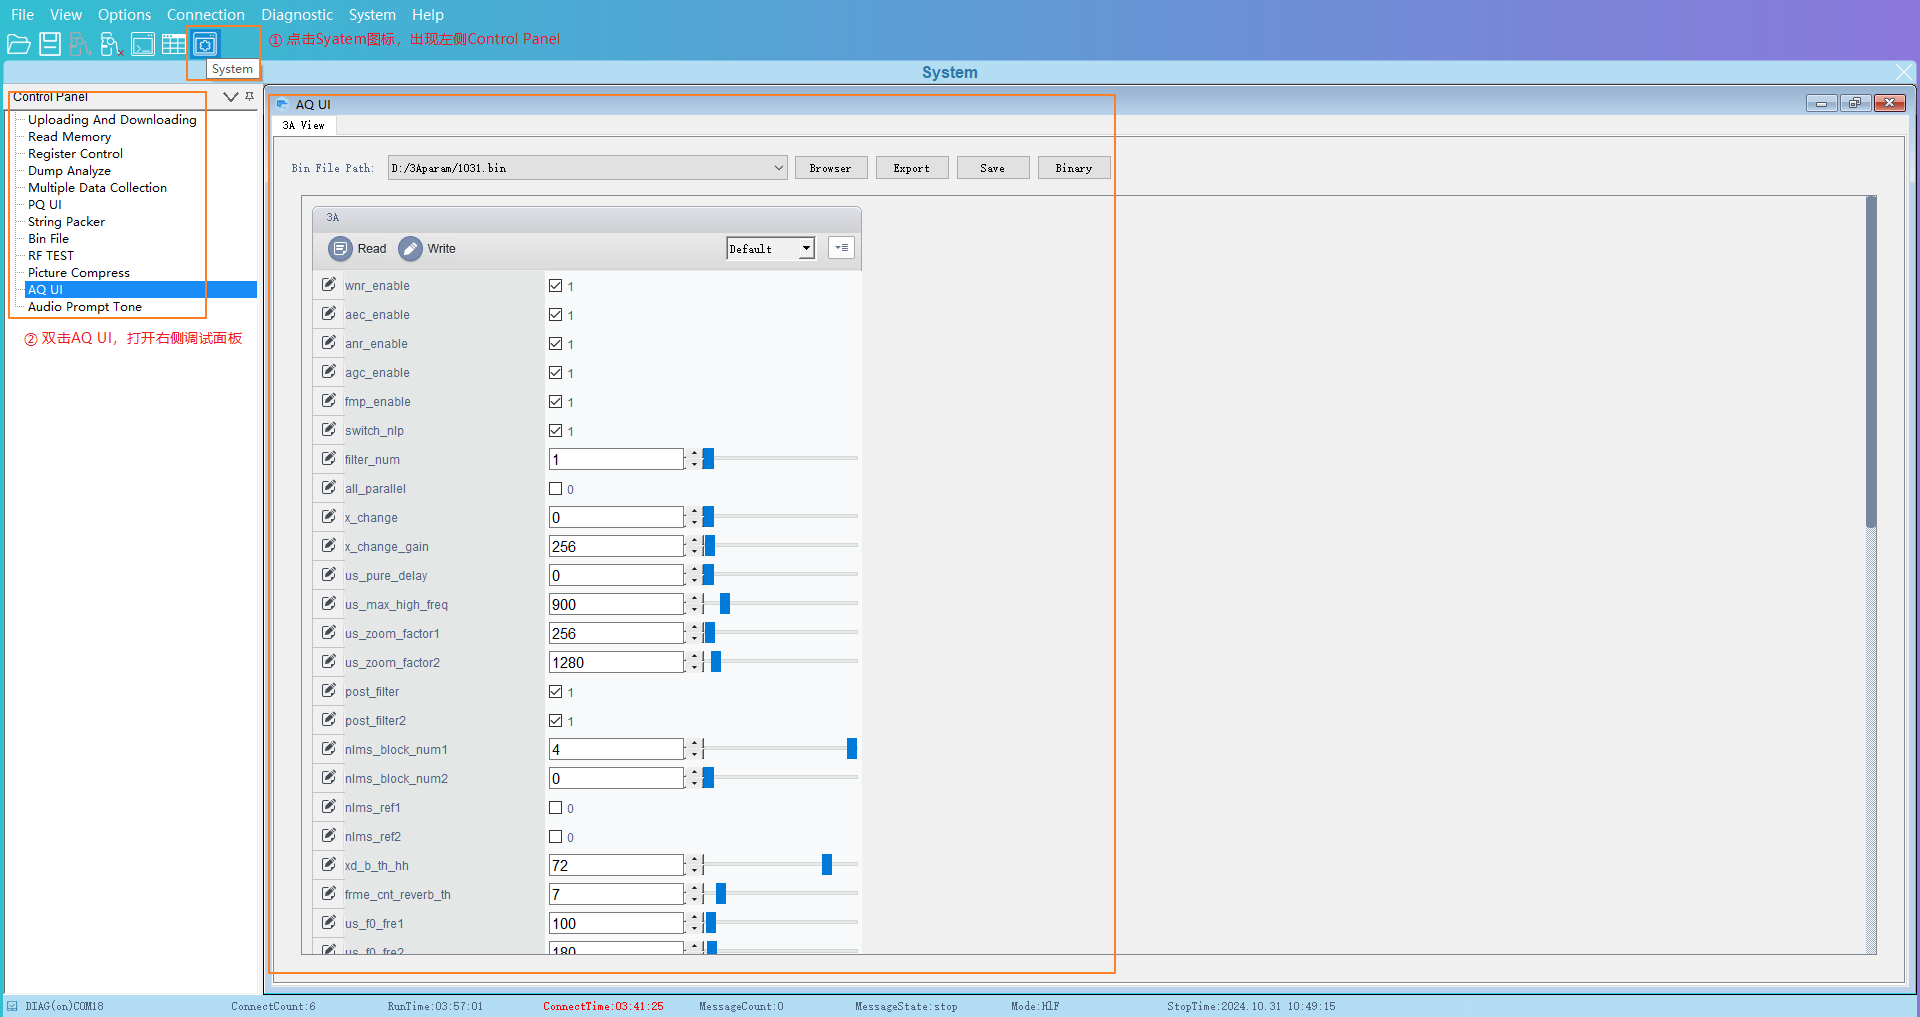 File View Options Connection Diagnostic System Help
① 点击Syatem图标，出现左侧Control Panel
System
System
Control Panel
Uploading And Downloading
Read Memory
Register Control
Dump Analyze
Multiple Data Collection
PQ UI
String Packer
Bin File
RF TEST
Picture Compress
AQ UI
Audio Prompt Tone
② 双击AQ UI，打开右侧调试面板
AQ UI
3A View
Bin File Path: D:/3Aparam/1031.bin Browser Export Save Binary
3A
Read Write Default
wnr_enable 1
aec_enable 1
anr_enable 1
agc_enable 1
fmp_enable 1
switch_nlp 1
filter_num 1
all_parallel 0
x_change 0
x_change_gain 256
us_pure_delay 0
us_max_high_freq 900
us_zoom_factor1 256
us_zoom_factor2 1280
post_filter 1
post_filter2 1
nlms_block_num1 4
nlms_block_num2 0
nlms_ref1 0
nlms_ref2 0
xd_b_th_hh 72
frme_cnt_reverb_th 7
us_f0_fre1 100
us_f0_fre2 180
DIAG(on)COM18 ConnectCount:6 RunTime:03:57:01 ConnectTime:03:41:25 MessageCount:0 MessageState:stop Mode:HIF StopTime:2024.10.31 10:49:15